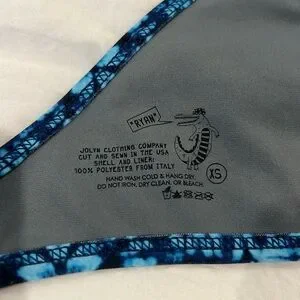 "RYAN"
JOLYN CLOTHING COMPANY
CUT AND SEWN IN THE USA
SHELL AND LINER:
100% POLYESTER FROM ITALY
HAND WASH COLD & HANG DRY.
DO NOT IRON, DRY CLEAN, OR BLEACH.
XS